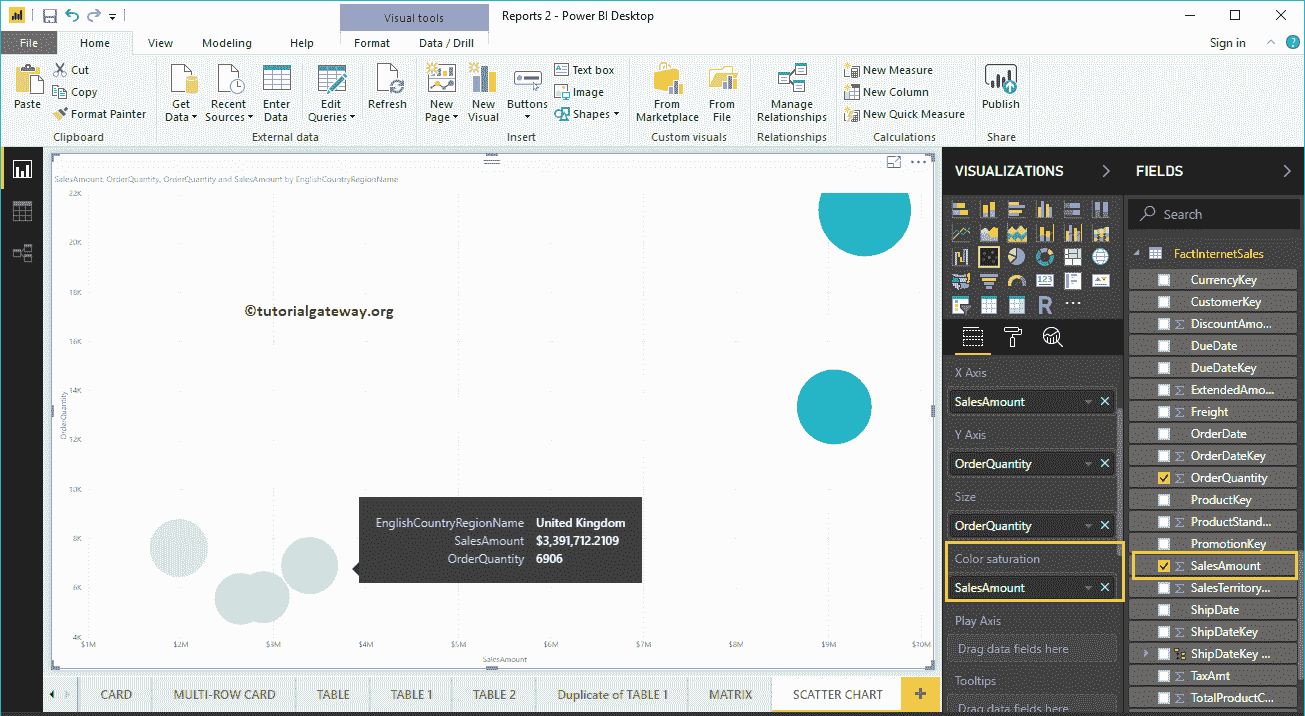 Visual tools
Reports 2 - Power BI Desktop
File Home View Modeling Help Format Data / Drill Sign in
Paste
Cut
Copy
Format Painter
Clipboard
Get Data
Recent Sources
Enter Data
Edit Queries
Refresh
External data
New Page
New Visual
Buttons
Text box
Image
Shapes
Insert
From Marketplace
From File
Custom visuals
Manage Relationships
Relationships
New Measure
New Column
New Quick Measure
Calculations
Publish
Share
SalesAmount, OrderQuantity, OrderQuantity and SalesAmount by EnglishCountryRegionName
22K
20K
18K
16K
14K
12K
10K
8K
6K
4K
OrderQuantity
©tutorialgateway.org
EnglishCountryRegionName United Kingdom
SalesAmount $3,391,712.2109
OrderQuantity 6906
$1M $2M $3M $4M $5M $6M $7M $8M $9M $10M
SalesAmount
CARD MULTI-ROW CARD TABLE TABLE 1 TABLE 2 Duplicate of TABLE 1 MATRIX SCATTER CHART
VISUALIZATIONS
123
R
X Axis
SalesAmount
Y Axis
OrderQuantity
Size
OrderQuantity
Color saturation
SalesAmount
Play Axis
Drag data fields here
Tooltips
Drag data fields here
FIELDS
Search
FactInternetSales
CurrencyKey
CustomerKey
DiscountAmo...
DueDate
DueDateKey
ExtendedAmo...
Freight
OrderDate
OrderDateKey
OrderQuantity
ProductKey
ProductStand...
PromotionKey
SalesAmount
SalesTerritory...
ShipDate
ShipDateKey
ShipDateKey ...
TaxAmt
TotalProductC...